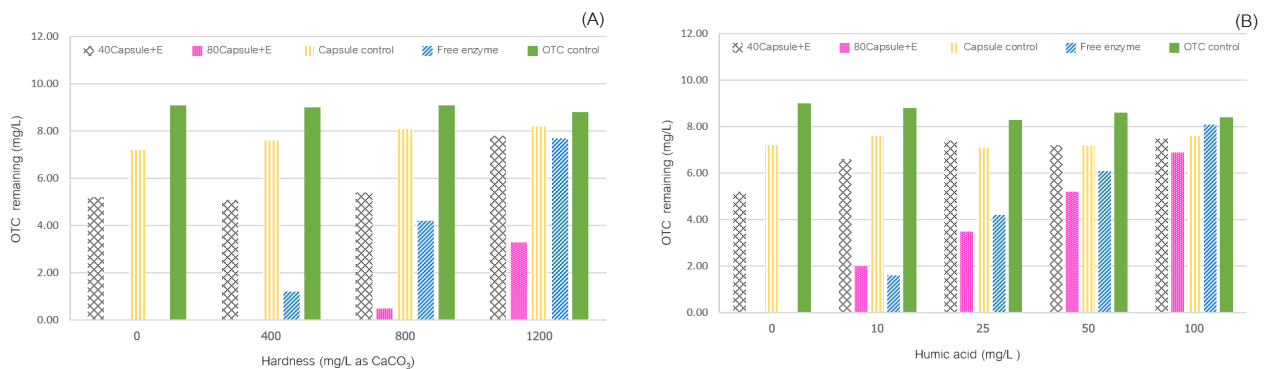 (A)
12.00
40Capsule+E 80Capsule+E Capsule control Free enzyme OTC control
10.00
8.00
6.00
4.00
2.00
0.00
OTC remaining (mg/L)
0 400 800 1200
Hardness (mg/L as CaCO3)
(B)
12.00
40Capsule+E 80Capsule+E Capsule control Free enzyme OTC control
10.00
8.00
6.00
4.00
2.00
0.00
OTC remaining (mg/L)
0 10 25 50 100
Humic acid (mg/L )